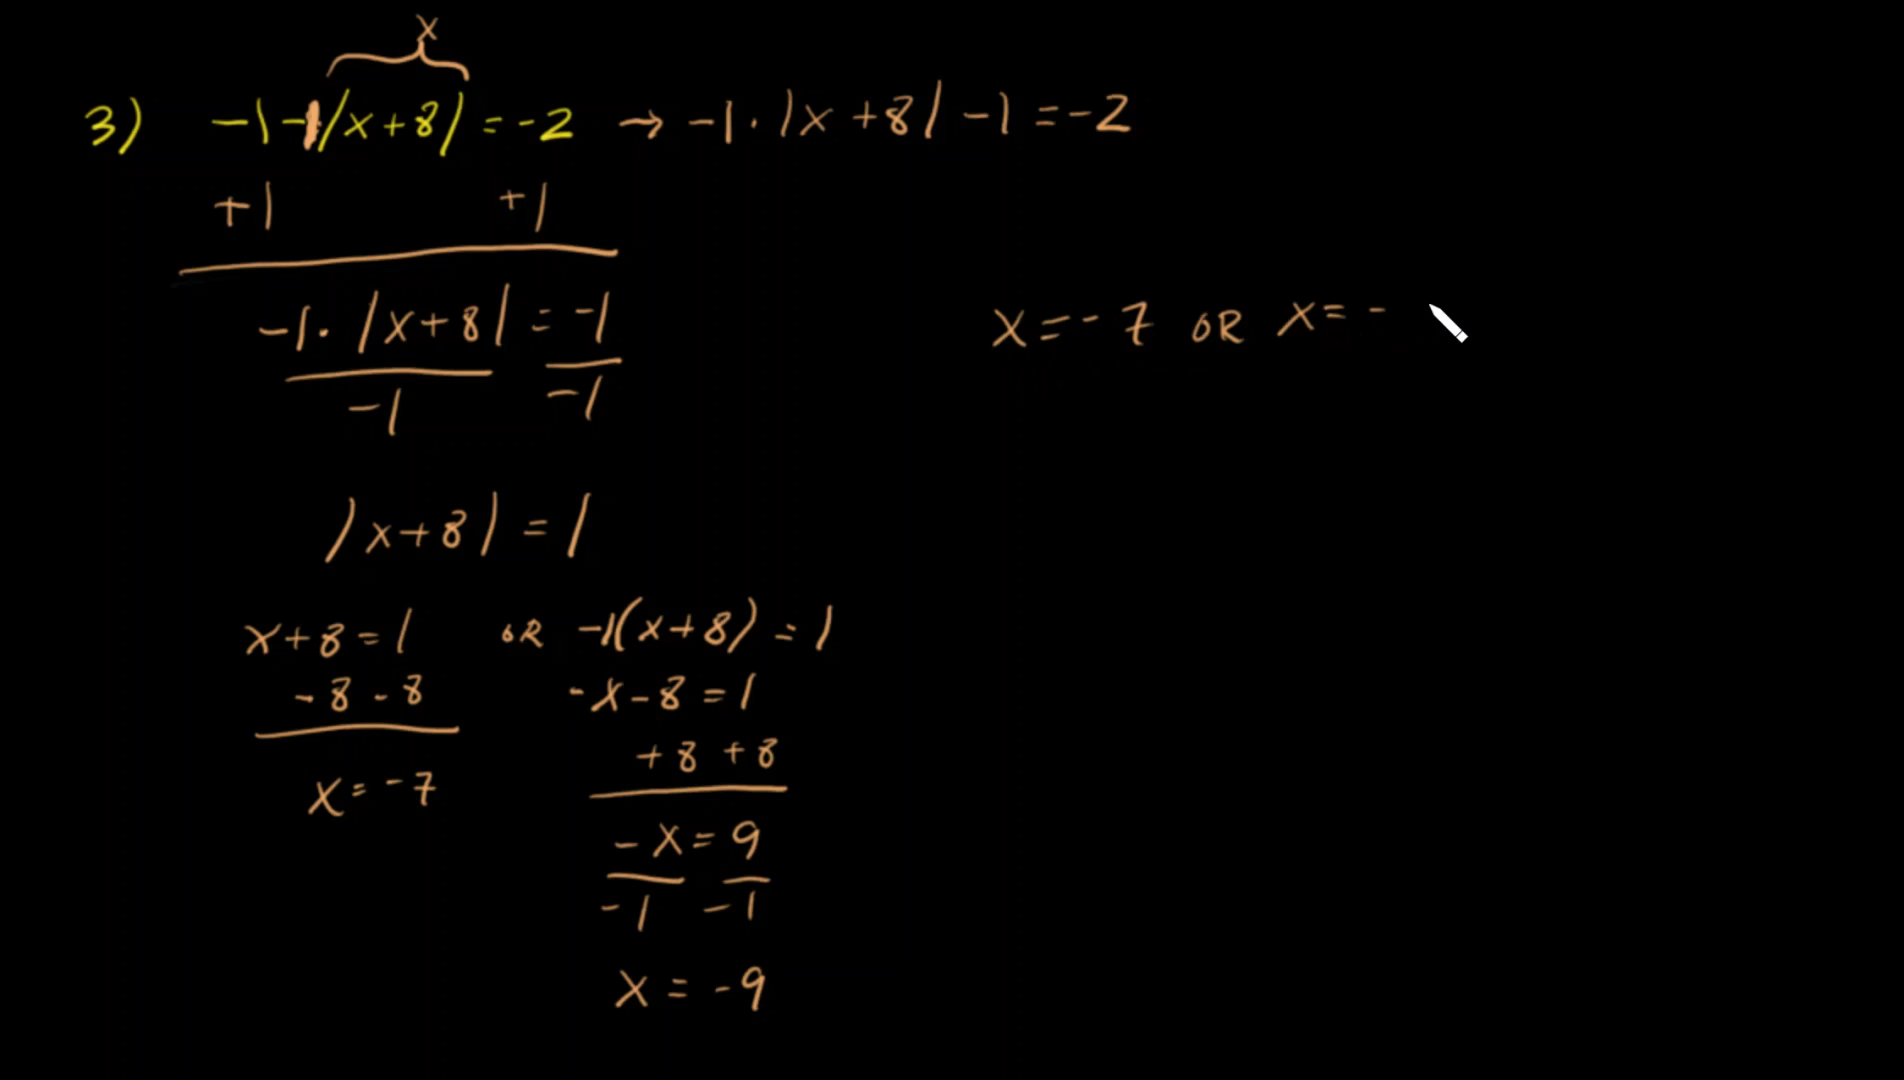 x
3) -1 -1|x+8| = -2 → -1·|x+8| -1 = -2
+1 +1
-1·|x+8| = -1
-1 -1
x = -7 OR x = -
|x+8| = 1
x+8 = 1 OR -1(x+8) = 1
-8 -8 -x-8 = 1
+8 +8
x = -7
-x = 9
-1 -1
x = -9